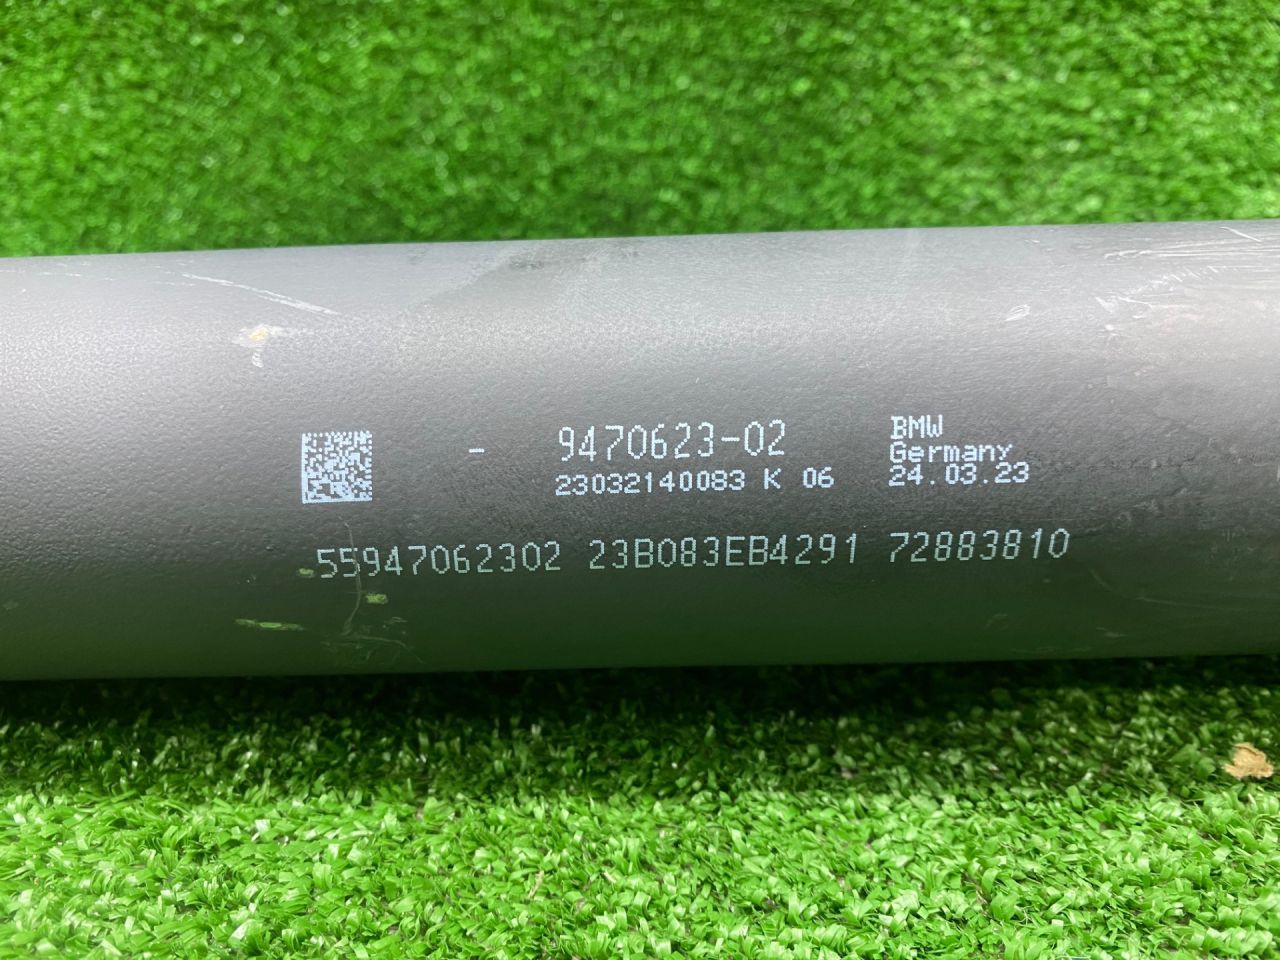 - 9470623-02
23032140083 K 06
BMW
Germany
24.03.23
55947062302 23B083EB4291 72883810